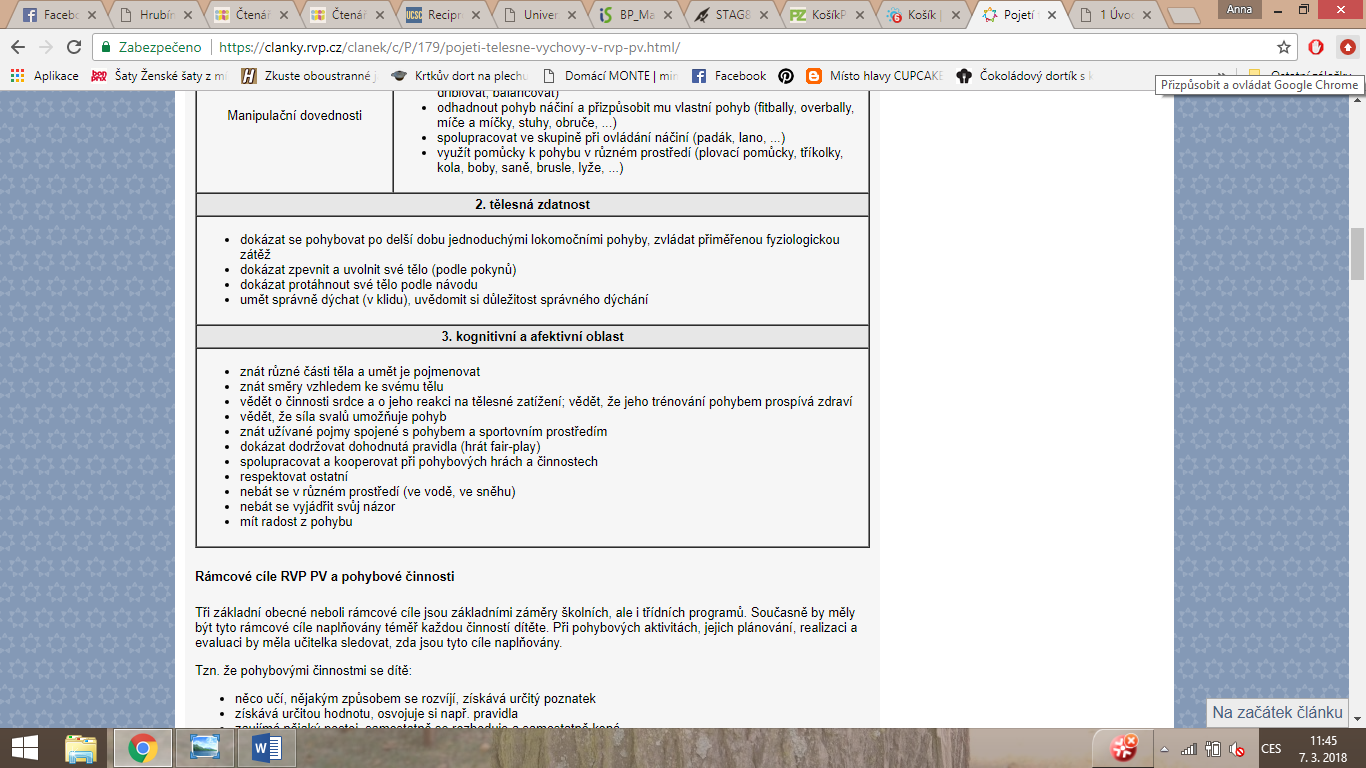 Faceb
Hrubín
Čtenář
Čtenář
Recipro
Univer
BP_Ma
STAG8
KošíkP
Košík |
Pojetí t
1 Úvoc
Anna
Zabezpečeno | https://clanky.rvp.cz/clanek/c/P/179/pojeti-telesne-vychovy-v-rvp-pv.html/
Aplikace
Šaty Ženské šaty z mi
Zkuste oboustranné j
Krtkův dort na plechu
Domácí MONTE | min
Facebook
Místo hlavy CUPCAKE
Čokoládový dortík s k
Ostatní záložky
Přizpůsobit a ovládat Google Chrome
driblovat, balancovat)
Manipulační dovednosti
• odhadnout pohyb náčiní a přizpůsobit mu vlastní pohyb (fitbally, overbally,
míče a míčky, stuhy, obruče, ...)
• spolupracovat ve skupině při ovládání náčiní (padák, lano, ...)
• využít pomůcky k pohybu v různém prostředí (plovací pomůcky, tříkolky,
kola, boby, saně, brusle, lyže, ...)
2. tělesná zdatnost
• dokázat se pohybovat po delší dobu jednoduchými lokomočními pohyby, zvládat přiměřenou fyziologickou
zátěž
• dokázat zpevnit a uvolnit své tělo (podle pokynů)
• dokázat protáhnout své tělo podle návodu
• umět správně dýchat (v klidu), uvědomit si důležitost správného dýchání
3. kognitivní a afektivní oblast
• znát různé části těla a umět je pojmenovat
• znát směry vzhledem ke svému tělu
• vědět o činnosti srdce a o jeho reakci na tělesné zatížení; vědět, že jeho trénování pohybem prospívá zdraví
• vědět, že síla svalů umožňuje pohyb
• znát užívané pojmy spojené s pohybem a sportovním prostředím
• dokázat dodržovat dohodnutá pravidla (hrát fair-play)
• spolupracovat a kooperovat při pohybových hrách a činnostech
• respektovat ostatní
• nebát se v různém prostředí (ve vodě, ve sněhu)
• nebát se vyjádřit svůj názor
• mít radost z pohybu
Rámcové cíle RVP PV a pohybové činnosti
Tři základní obecné neboli rámcové cíle jsou základními záměry školních, ale i třídních programů. Současně by měly
být tyto rámcové cíle naplňovány téměř každou činností dítěte. Při pohybových aktivitách, jejich plánování, realizaci a
evaluaci by měla učitelka sledovat, zda jsou tyto cíle naplňovány.
Tzn. že pohybovými činnostmi se dítě:
• něco učí, nějakým způsobem se rozvíjí, získává určitý poznatek
• získává určitou hodnotu, osvojuje si např. pravidla
Na začátek článku
CES
11:45
7. 3. 2018